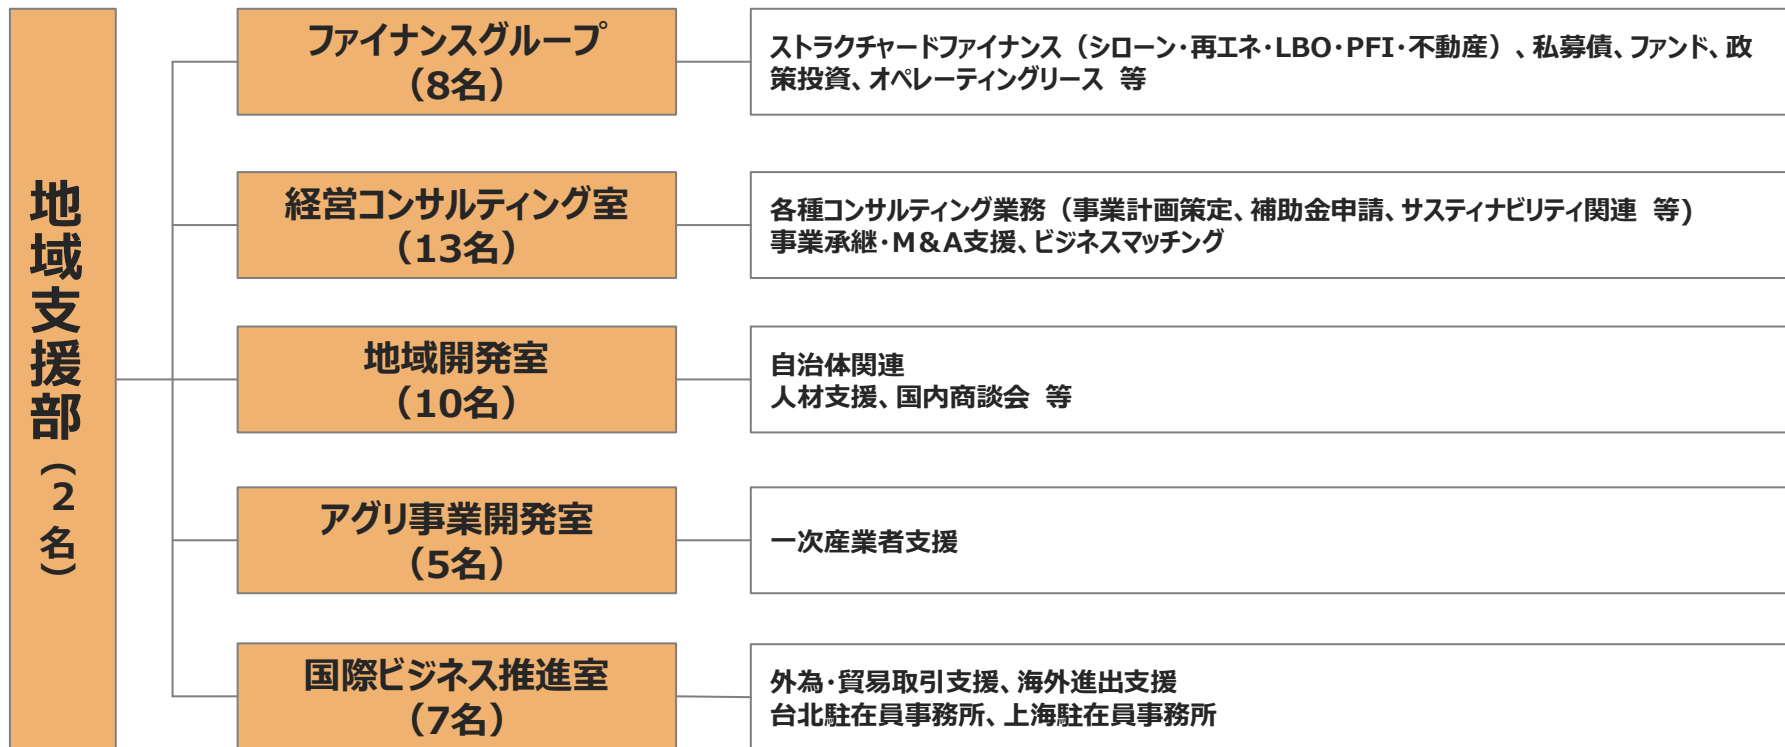 地域支援部（2名）
ファイナンスグループ
（8名）
ストラクチャードファイナンス（シローン・再エネ・LBO・PFI・不動産）、私募債、ファンド、政
策投資、オペレーティングリース 等
経営コンサルティング室
（13名）
各種コンサルティング業務（事業計画策定、補助金申請、サスティナビリティ関連 等)
事業承継・M&A支援、ビジネスマッチング
地域開発室
（10名）
自治体関連
人材支援、国内商談会 等
アグリ事業開発室
（5名）
一次産業者支援
国際ビジネス推進室
（7名）
外為・貿易取引支援、海外進出支援
台北駐在員事務所、上海駐在員事務所